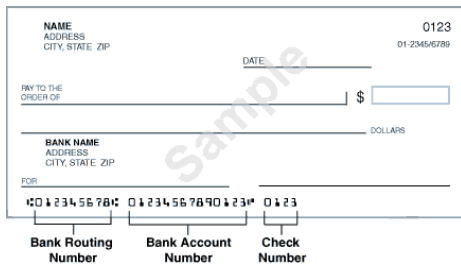 NAME
ADDRESS
CITY, STATE ZIP
0123
01-2345/6789
DATE
PAY TO THE
ORDER OF
$
DOLLARS
Sample
BANK NAME
ADDRESS
CITY, STATE ZIP
FOR
⑆012345678⑆ 01234567890123⑈ 0123
Bank Routing Number
Bank Account Number
Check Number